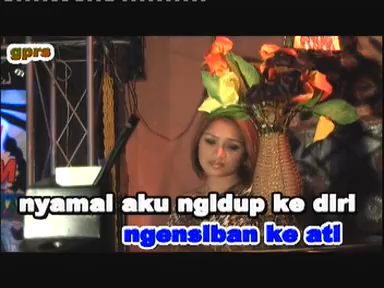 gprs
nyamai aku ngidup ke diri
ngensiban ke ati